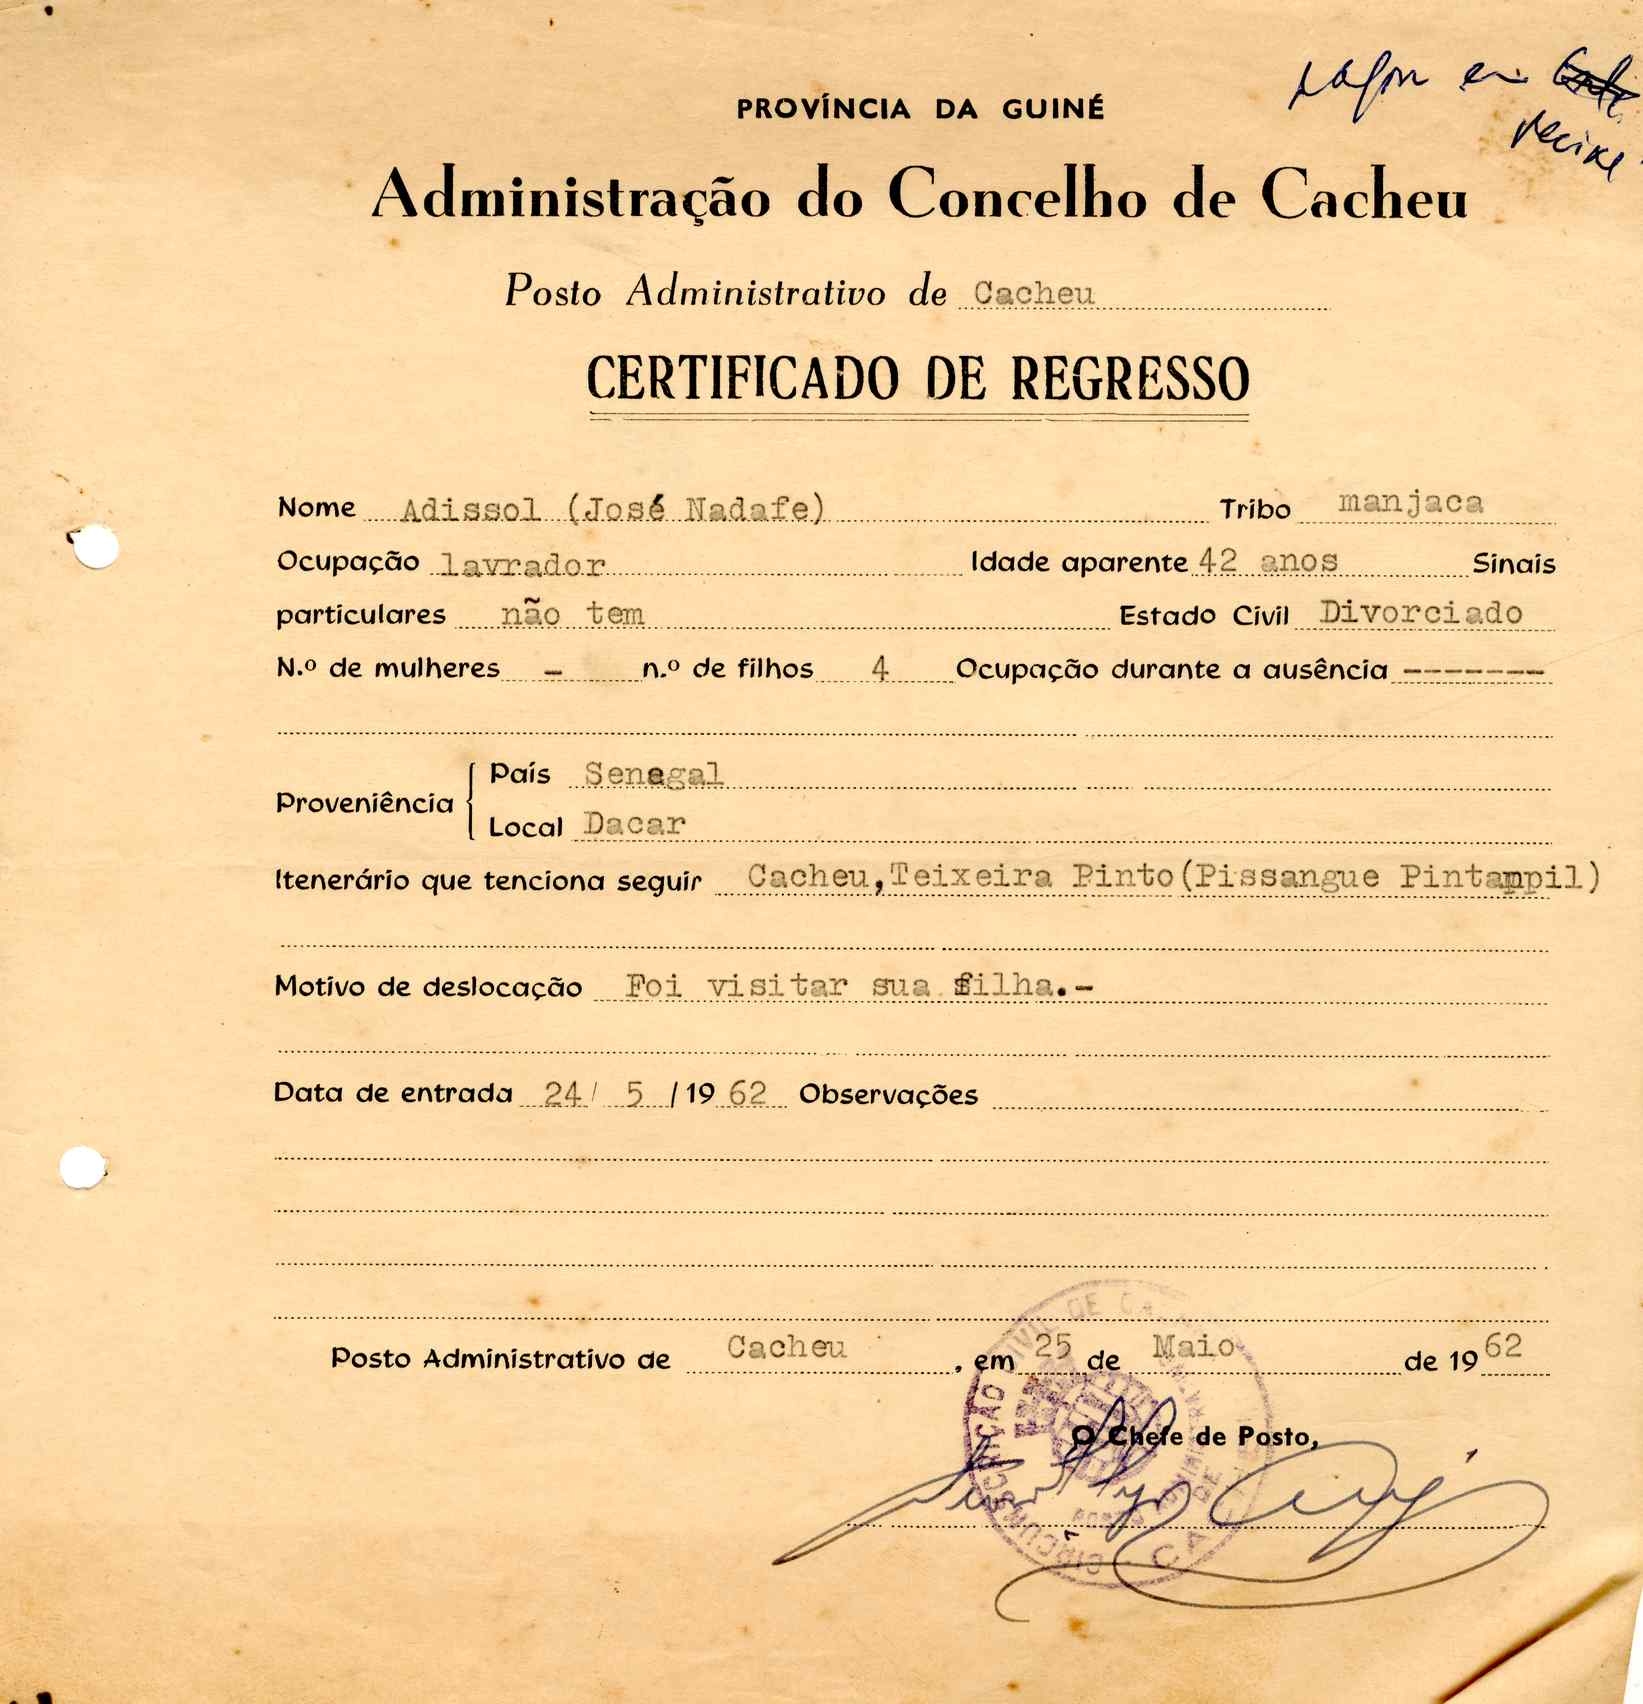 PROVÍNCIA DA GUINÉ
Administração do Concelho de Cacheu
Posto Administrativo de Cacheu
CERTIFICADO DE REGRESSO
Nome Adissol (José Nadafe) Tribo manjaca
Ocupação lavrador Idade aparente 42 anos Sinais
particulares não tem Estado Civil Divorciado
N.º de mulheres - n.º de filhos 4 Ocupação durante a ausência -------
Proveniência
País Senegal
Local Dacar
Itenerário que tenciona seguir Cacheu,Teixeira Pinto(Pissangue Pintampil)
Motivo de deslocação Foi visitar sua filha.-
Data de entrada 24/ 5 /19 62 Observações
Posto Administrativo de Cacheu, em 25 de Maio de 19 62
O Chefe de Posto,